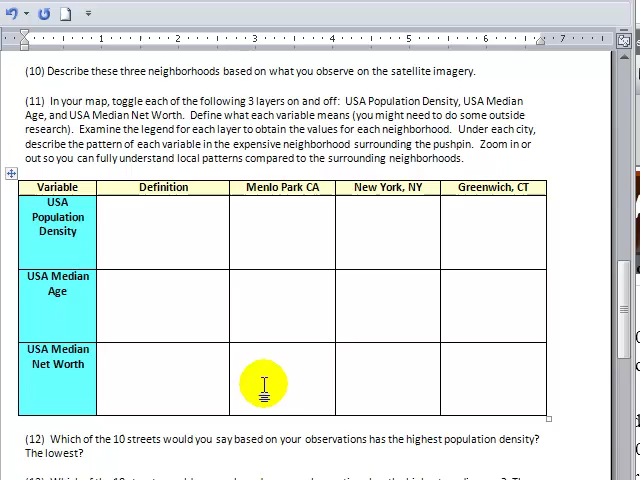 3 4 5 6 7
(10) Describe these three neighborhoods based on what you observe on the satellite imagery.
(11) In your map, toggle each of the following 3 layers on and off: USA Population Density, USA Median
Age, and USA Median Net Worth. Define what each variable means (you might need to do some outside
research). Examine the legend for each layer to obtain the values for each neighborhood. Under each city,
describe the pattern of each variable in the expensive neighborhood surrounding the pushpin. Zoom in or
out so you can fully understand local patterns compared to the surrounding neighborhoods.
Variable Definition Menlo Park CA New York, NY Greenwich, CT
USA
Population
Density
USA Median
Age
USA Median
Net Worth
(12) Which of the 10 streets would you say based on your observations has the highest population density?
The lowest?